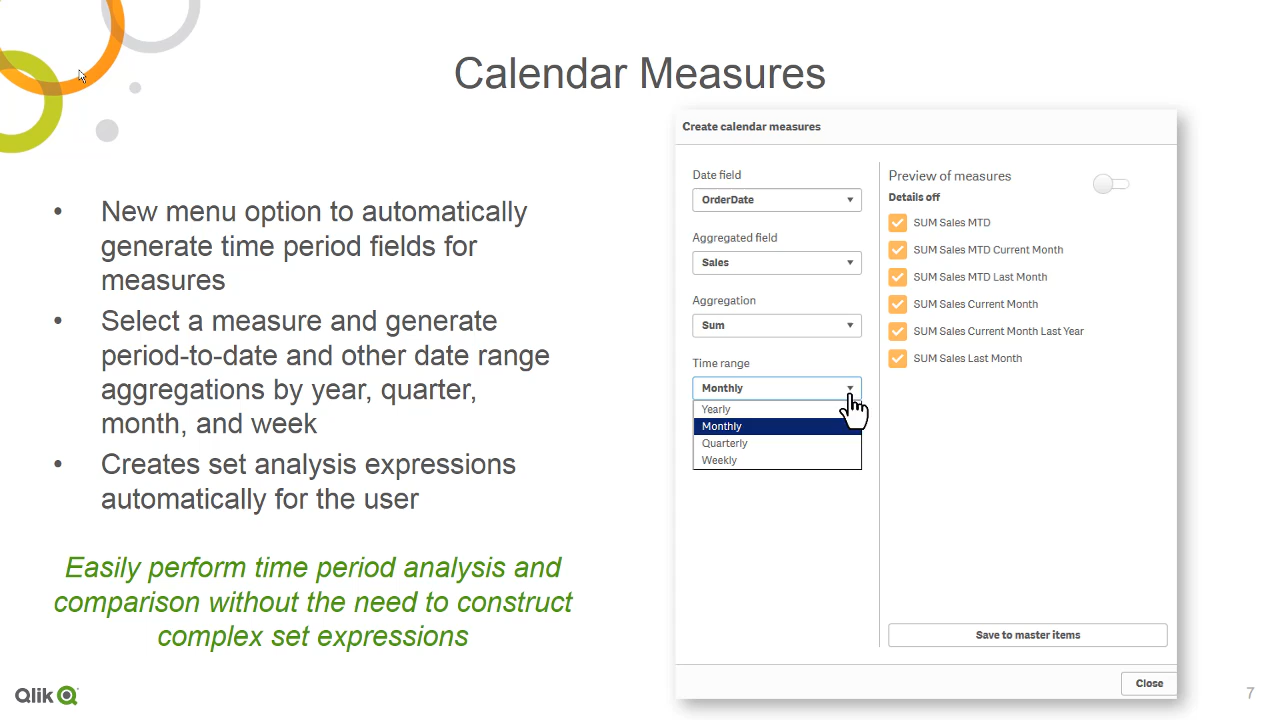 Calendar Measures
• New menu option to automatically
generate time period fields for
measures
• Select a measure and generate
period-to-date and other date range
aggregations by year, quarter,
month, and week
• Creates set analysis expressions
automatically for the user
Easily perform time period analysis and
comparison without the need to construct
complex set expressions
Create calendar measures
Date field
OrderDate
Aggregated field
Sales
Aggregation
Sum
Time range
Monthly
Yearly
Monthly
Quarterly
Weekly
Preview of measures
Details off
SUM Sales MTD
SUM Sales MTD Current Month
SUM Sales MTD Last Month
SUM Sales Current Month
SUM Sales Current Month Last Year
SUM Sales Last Month
Save to master items
Close
Qlik
7